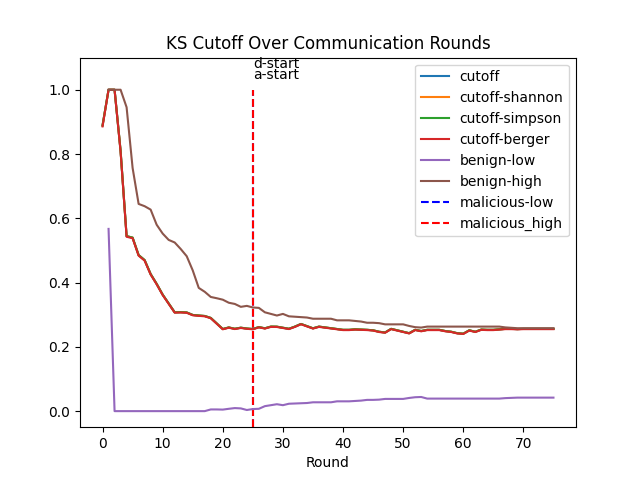 KS Cutoff Over Communication Rounds
d-start
a-start
cutoff
cutoff-shannon
cutoff-simpson
cutoff-berger
benign-low
benign-high
malicious-low
malicious_high
1.0
0.8
0.6
0.4
0.2
0.0
0 10 20 30 40 50 60 70
Round